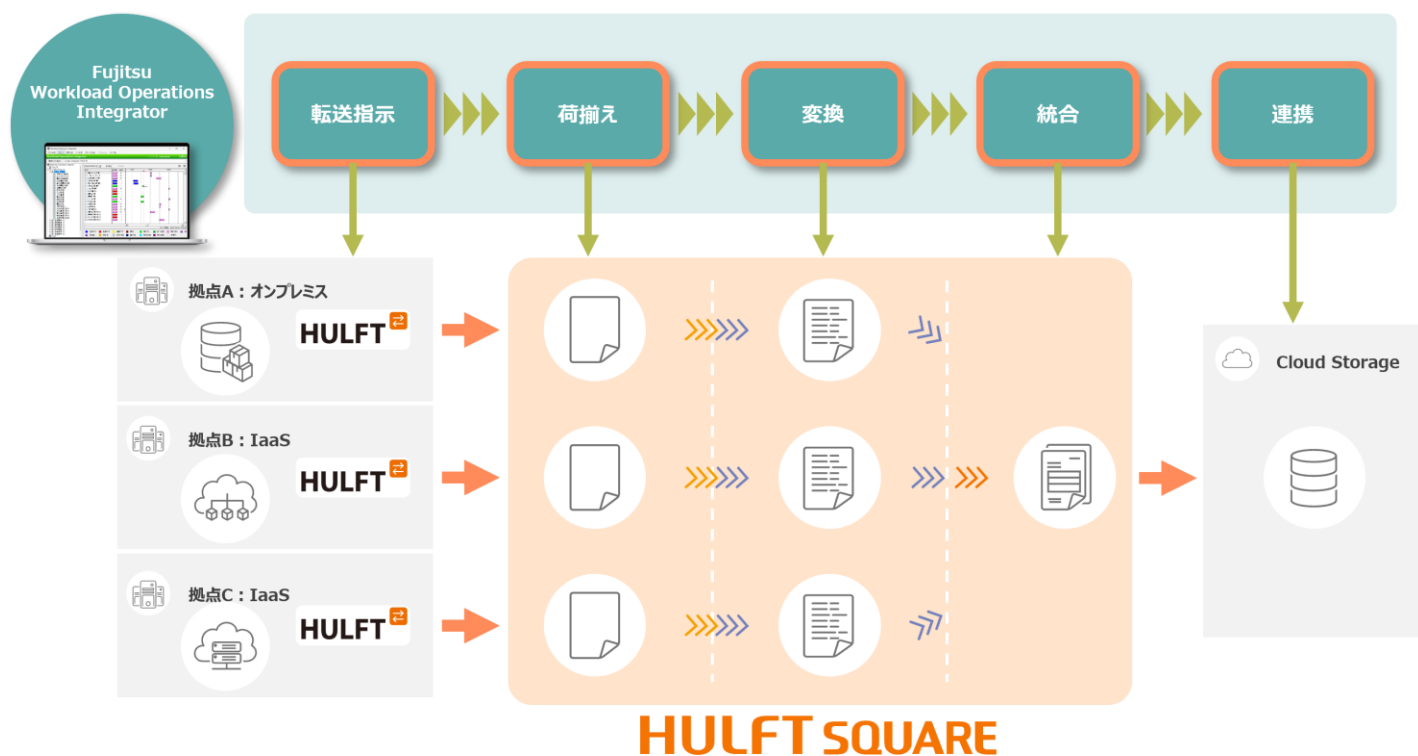 Fujitsu
Workload Operations
Integrator
転送指示
荷揃え
変換
統合
連携
拠点A：オンプレミス
HULFT
拠点B：IaaS
HULFT
拠点C：IaaS
HULFT
Cloud Storage
HULFT SQUARE